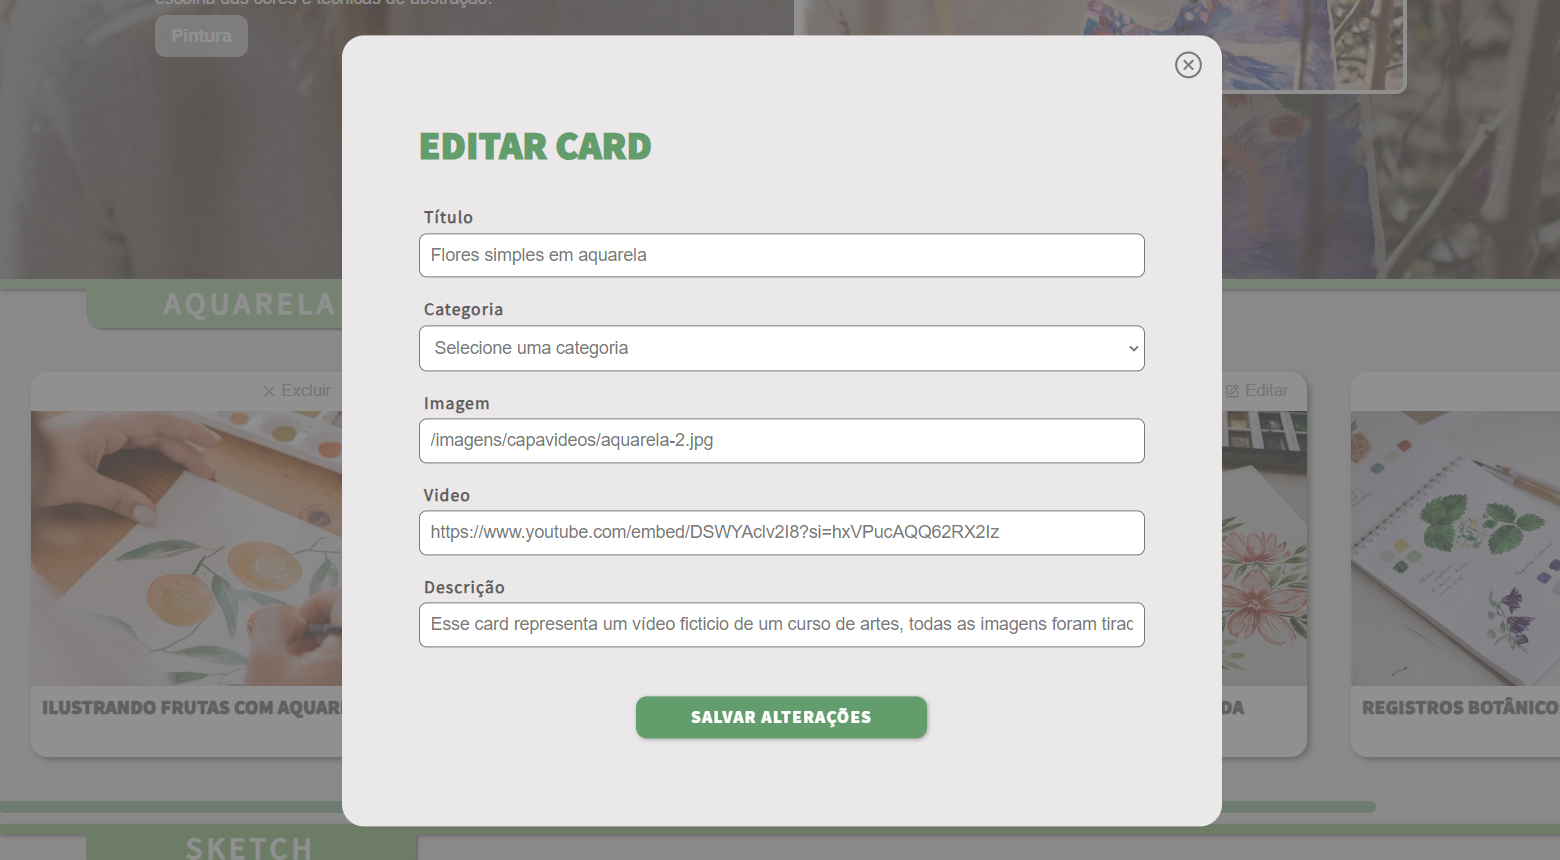 escolha das cores e técnicas de abstração.
Pintura
EDITAR CARD
Título
Flores simples em aquarela
Categoria
Selecione uma categoria
Imagem
/imagens/capavideos/aquarela-2.jpg
Video
https://www.youtube.com/embed/DSWYAclv2I8?si=hxVPucAQQ62RX2Iz
Descrição
Esse card representa um vídeo ficticio de um curso de artes, todas as imagens foram tirac
SALVAR ALTERAÇÕES
AQUARELA
Excluir
Editar
ILUSTRANDO FRUTAS COM AQUAR
DA
REGISTROS BOTÂNICO
SKETCH